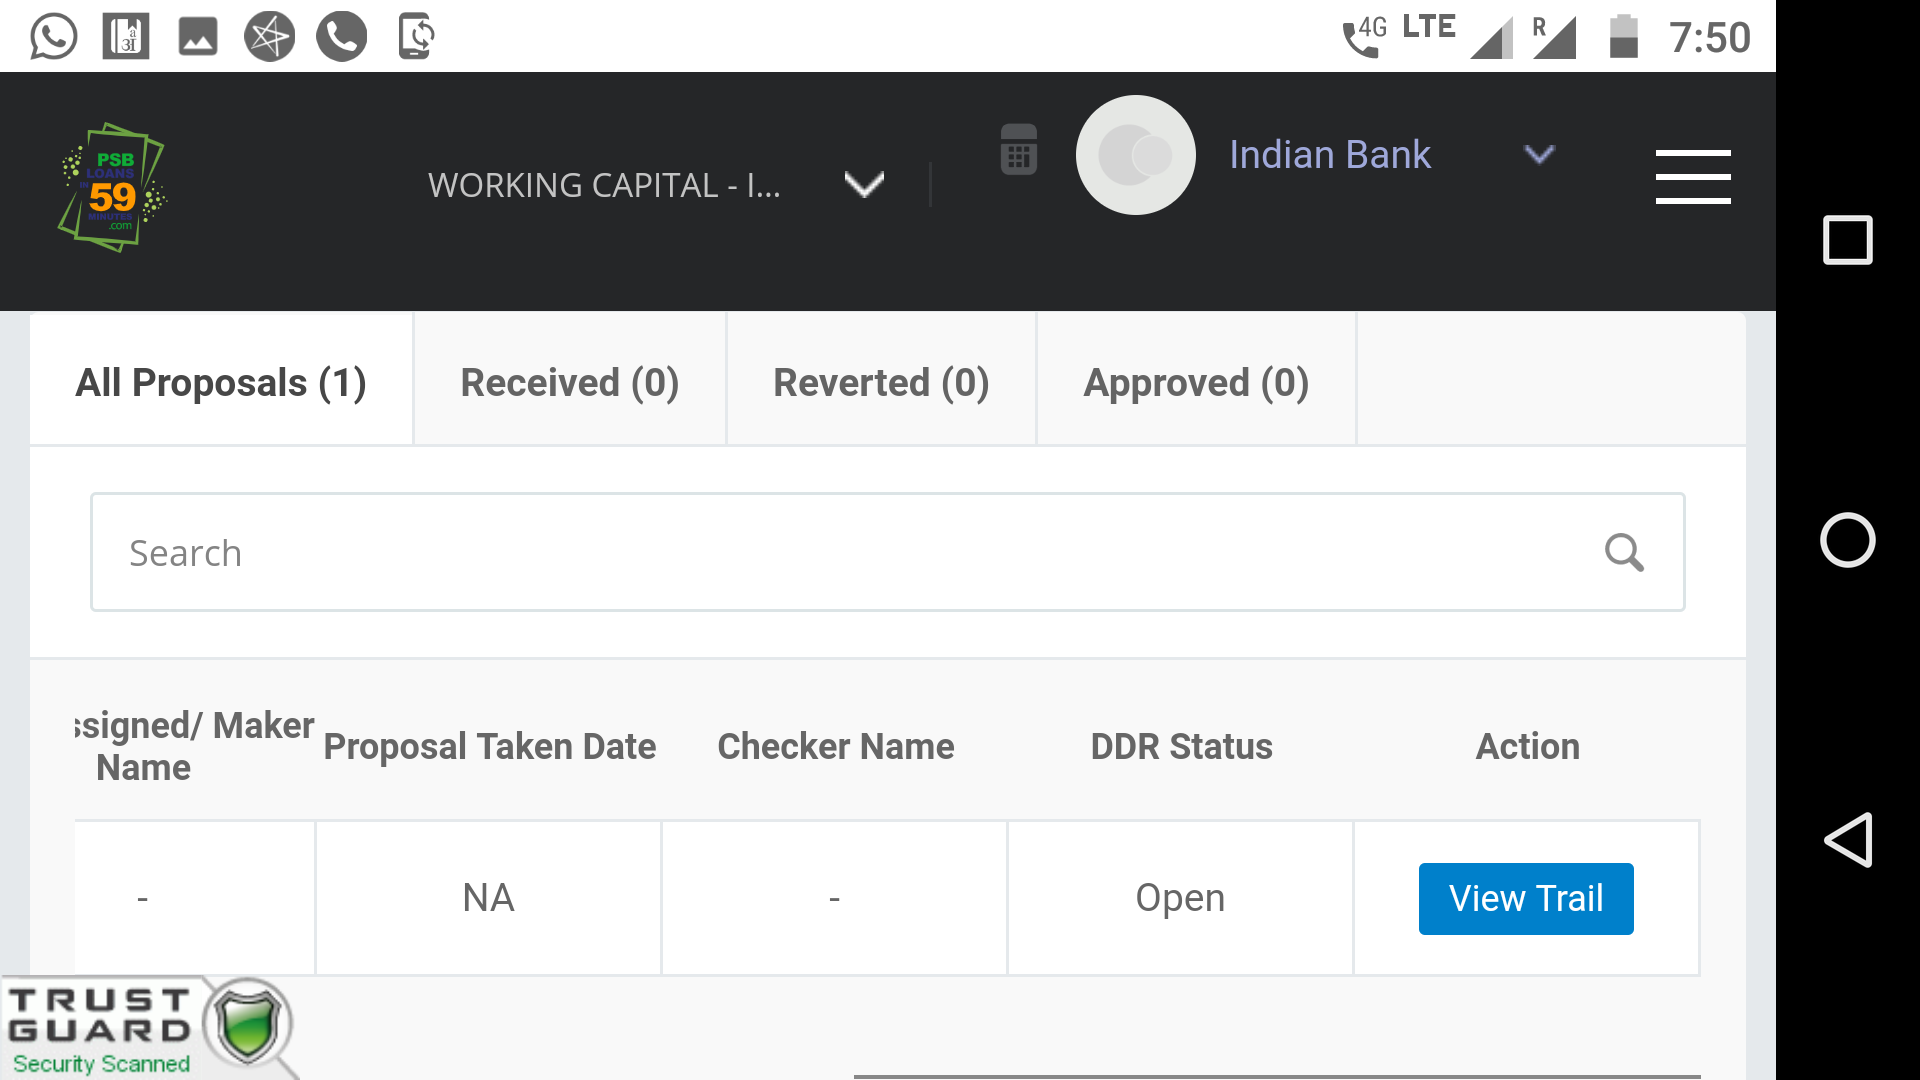 4G LTE R 7:50
PSB
LOANS
IN
59
MINUTES
.com
WORKING CAPITAL - I...
Indian Bank
All Proposals (1) Received (0) Reverted (0) Approved (0)
Search
ssigned/ Maker
Name
Proposal Taken Date Checker Name DDR Status Action
- NA - Open View Trail
TRUST
GUARD
Security Scanned